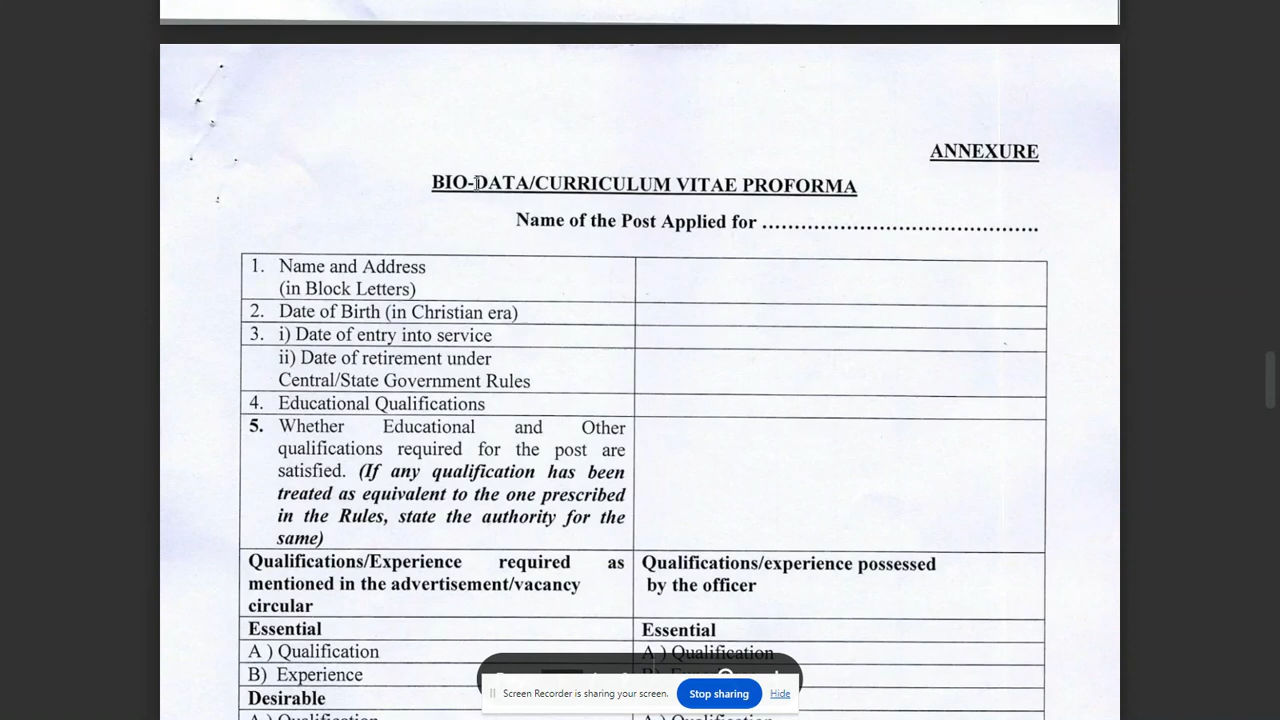 ANNEXURE
BIO-DATA/CURRICULUM VITAE PROFORMA
Name of the Post Applied for ...........................................
1. Name and Address
(in Block Letters)
2. Date of Birth (in Christian era)
3. i) Date of entry into service
ii) Date of retirement under
Central/State Government Rules
4. Educational Qualifications
5. Whether Educational and Other
qualifications required for the post are
satisfied. (If any qualification has been
treated as equivalent to the one prescribed
in the Rules, state the authority for the
same)
Qualifications/Experience required as
mentioned in the advertisement/vacancy
circular
Qualifications/experience possessed
by the officer
Essential
Essential
A ) Qualification
A ) Qualification
B) Experience
Desirable
A ) Qualification
A ) Qualification
Screen Recorder is sharing your screen.
Stop sharing
Hide